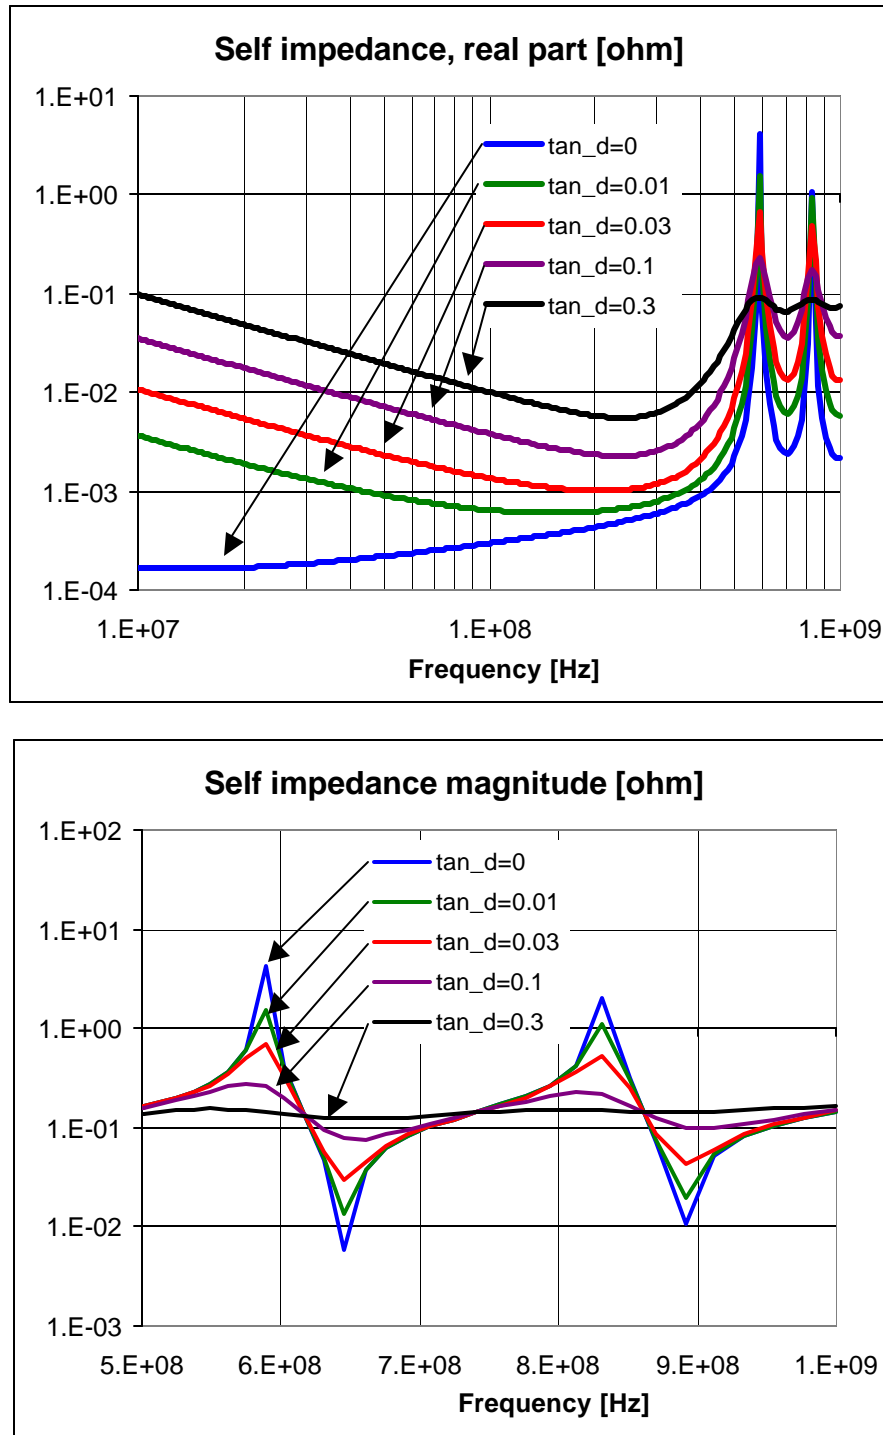 Self impedance, real part [ohm]
1.E+01
1.E+00
1.E-01
1.E-02
1.E-03
1.E-04
tan_d=0
tan_d=0.01
tan_d=0.03
tan_d=0.1
tan_d=0.3
1.E+07 1.E+08 1.E+09
Frequency [Hz]
Self impedance magnitude [ohm]
1.E+02
1.E+01
1.E+00
1.E-01
1.E-02
1.E-03
tan_d=0
tan_d=0.01
tan_d=0.03
tan_d=0.1
tan_d=0.3
5.E+08 6.E+08 7.E+08 8.E+08 9.E+08 1.E+09
Frequency [Hz]